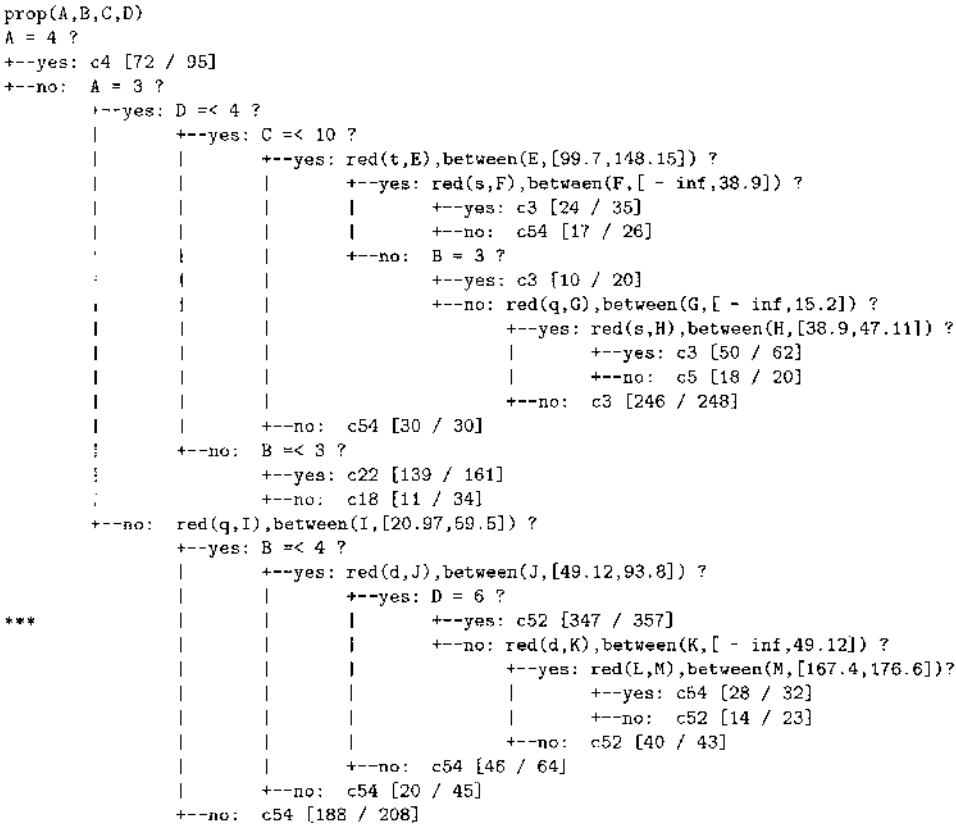 prop(A,B,C,D)
A = 4 ?
+--yes: c4 [72 / 95]
+--no:  A = 3 ?
        +--yes: D =< 4 ?
        |       +--yes: C =< 10 ?
        |       |       +--yes: red(t,E),between(E,[99.7,148.15]) ?
        |       |       |       +--yes: red(s,F),between(F,[ - inf,38.9]) ?
        |       |       |       |       +--yes: c3 [24 / 35]
        |       |       |       |       +--no:  c54 [17 / 26]
        |       |       |       +--no:  B = 3 ?
        |       |       |               +--yes: c3 [10 / 20]
        |       |       |               +--no: red(q,G),between(G,[ - inf,15.2]) ?
        |       |       |                       +--yes: red(s,H),between(H,[38.9,47.11]) ?
        |       |       |                       |       +--yes: c3 [50 / 62]
        |       |       |                       |       +--no:  c5 [18 / 20]
        |       |       |                       +--no:  c3 [246 / 248]
        |       |       +--no:  c54 [30 / 30]
        |       +--no:  B =< 3 ?
        |               +--yes: c22 [139 / 161]
        |               +--no:  c18 [11 / 34]
        +--no:  red(q,I),between(I,[20.97,59.5]) ?
                +--yes: B =< 4 ?
                |       +--yes: red(d,J),between(J,[49.12,93.8]) ?
                |       |       +--yes: D = 6 ?
***             |       |       |       +--yes: c52 [347 / 357]
                |       |       |       +--no: red(d,K),between(K,[ - inf,49.12]) ?
                |       |       |               +--yes: red(L,M),between(M,[167.4,176.6])?
                |       |       |               |       +--yes: c54 [28 / 32]
                |       |       |               |       +--no:  c52 [14 / 23]
                |       |       |               +--no:  c52 [40 / 43]
                |       |       +--no:  c54 [46 / 64]
                |       +--no:  c54 [20 / 45]
                +--no:  c54 [188 / 208]